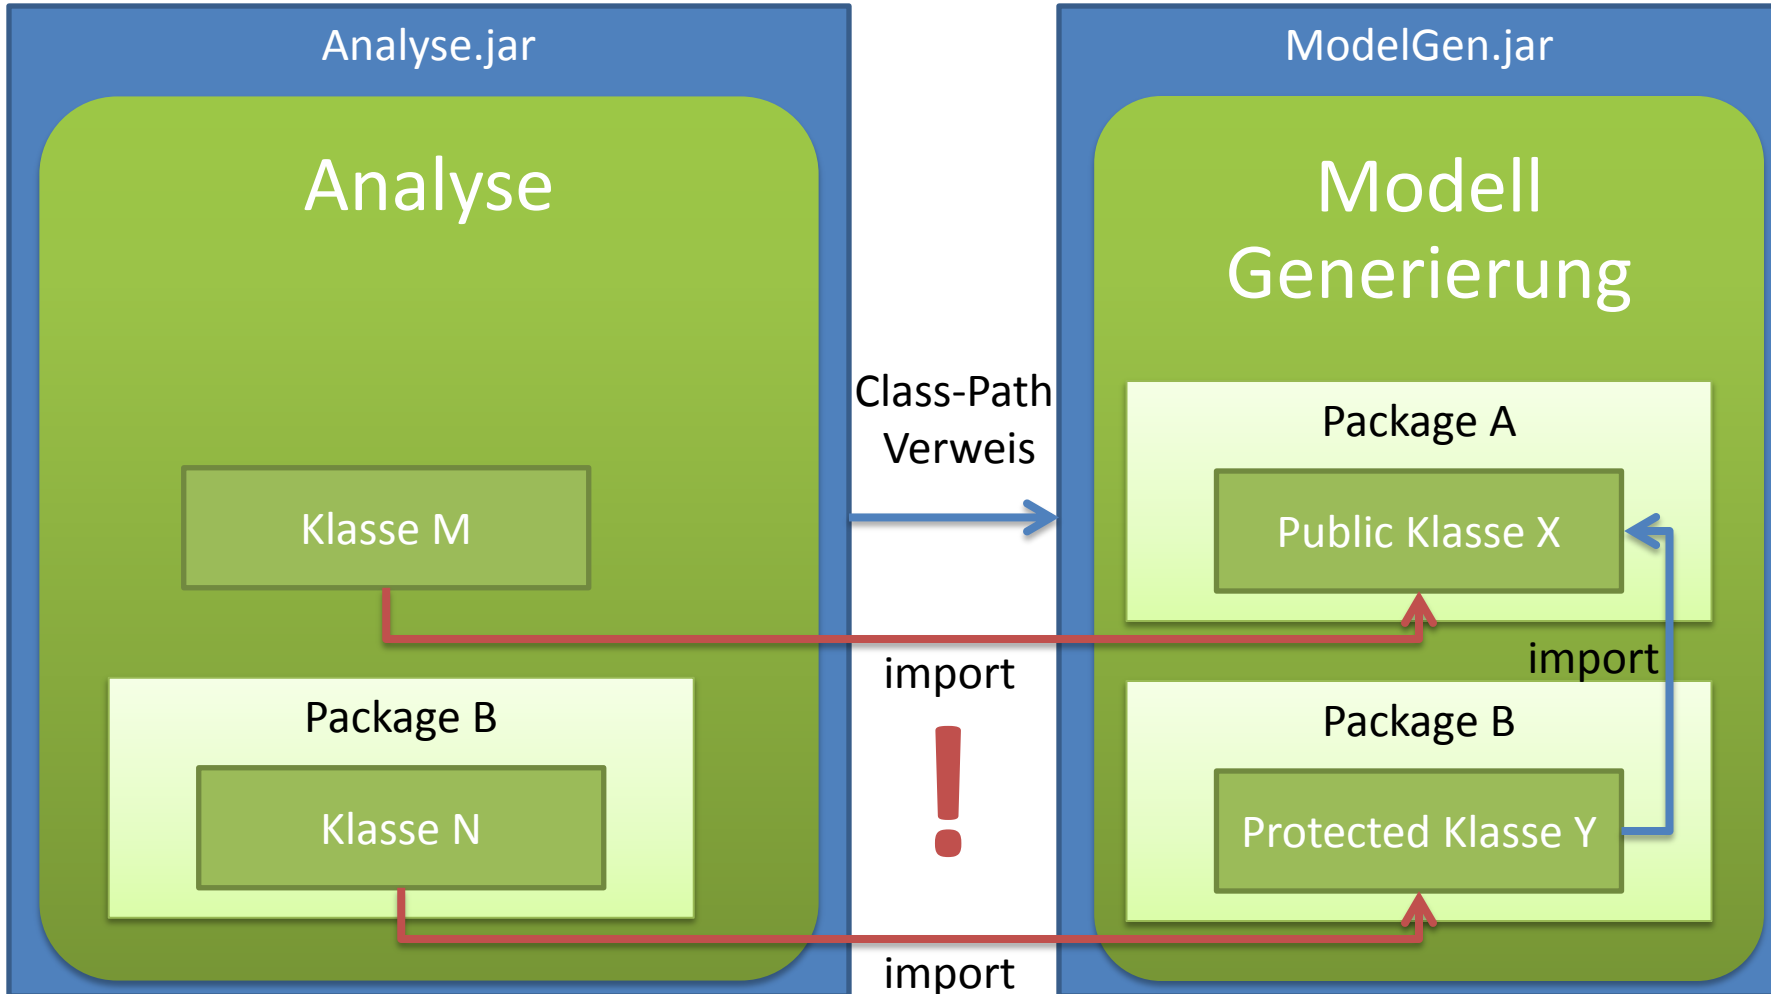 Analyse.jar
Analyse
Klasse M
Package B
Klasse N
Class-Path
Verweis
import
!
import
ModelGen.jar
Modell
Generierung
Package A
Public Klasse X
import
Package B
Protected Klasse Y